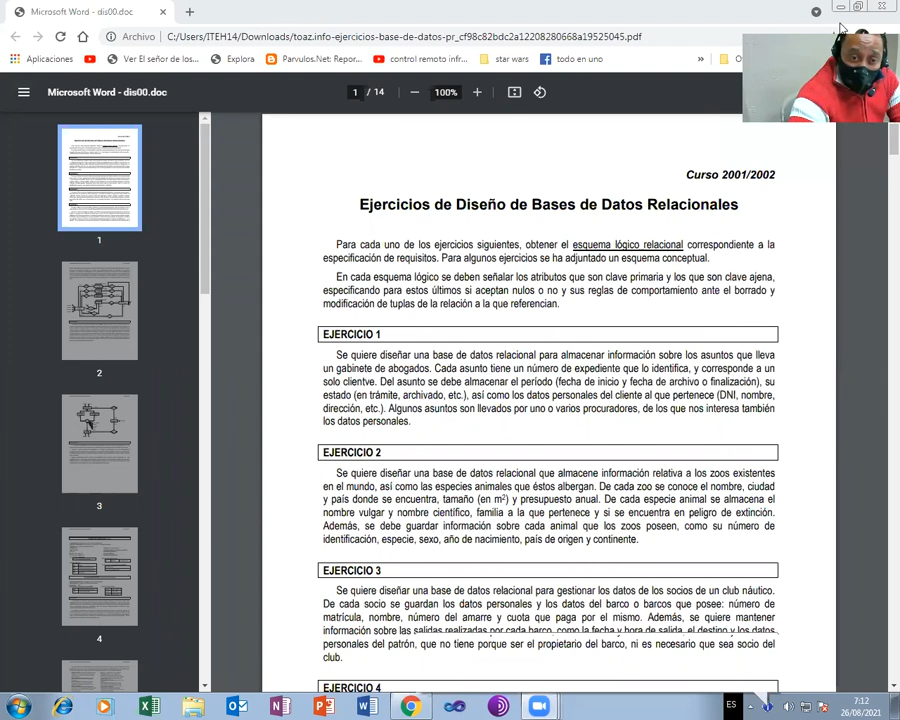 Microsoft Word - dis00.doc
Archivo
C:/Users/ITEH14/Downloads/toaz.info-ejercicios-base-de-datos-pr_cf98c82bdc2a12208280668a19525045.pdf
Aplicaciones
Ver El señor de los...
Explora
Parvulos.Net: Repor...
control remoto infr...
star wars
todo en uno
»
Microsoft Word - dis00.doc
1 / 14
100%
1
2
3
4
Curso 2001/2002
Ejercicios de Diseño de Bases de Datos Relacionales
Para cada uno de los ejercicios siguientes, obtener el esquema lógico relacional correspondiente a la
especificación de requisitos. Para algunos ejercicios se ha adjuntado un esquema conceptual.
En cada esquema lógico se deben señalar los atributos que son clave primaria y los que son clave ajena,
especificando para estos últimos si aceptan nulos o no y sus reglas de comportamiento ante el borrado y
modificación de tuplas de la relación a la que referencian.
EJERCICIO 1
Se quiere diseñar una base de datos relacional para almacenar información sobre los asuntos que lleva
un gabinete de abogados. Cada asunto tiene un número de expediente que lo identifica, y corresponde a un
solo clientve. Del asunto se debe almacenar el período (fecha de inicio y fecha de archivo o finalización), su
estado (en trámite, archivado, etc.), así como los datos personales del cliente al que pertenece (DNI, nombre,
dirección, etc.). Algunos asuntos son llevados por uno o varios procuradores, de los que nos interesa también
los datos personales.
EJERCICIO 2
Se quiere diseñar una base de datos relacional que almacene información relativa a los zoos existentes
en el mundo, así como las especies animales que éstos albergan. De cada zoo se conoce el nombre, ciudad
y país donde se encuentra, tamaño (en m²) y presupuesto anual. De cada especie animal se almacena el
nombre vulgar y nombre científico, familia a la que pertenece y si se encuentra en peligro de extinción.
Además, se debe guardar información sobre cada animal que los zoos poseen, como su número de
identificación, especie, sexo, año de nacimiento, país de origen y continente.
EJERCICIO 3
Se quiere diseñar una base de datos relacional para gestionar los datos de los socios de un club náutico.
De cada socio se guardan los datos personales y los datos del barco o barcos que posee: número de
matrícula, nombre, número del amarre y cuota que paga por el mismo. Además, se quiere mantener
información sobre las salidas realizadas por cada barco, como la fecha y hora de salida, el destino y los datos
personales del patrón, que no tiene porque ser el propietario del barco, ni es necesario que sea socio del
club.
EJERCICIO 4
ES
7:12
26/08/2021